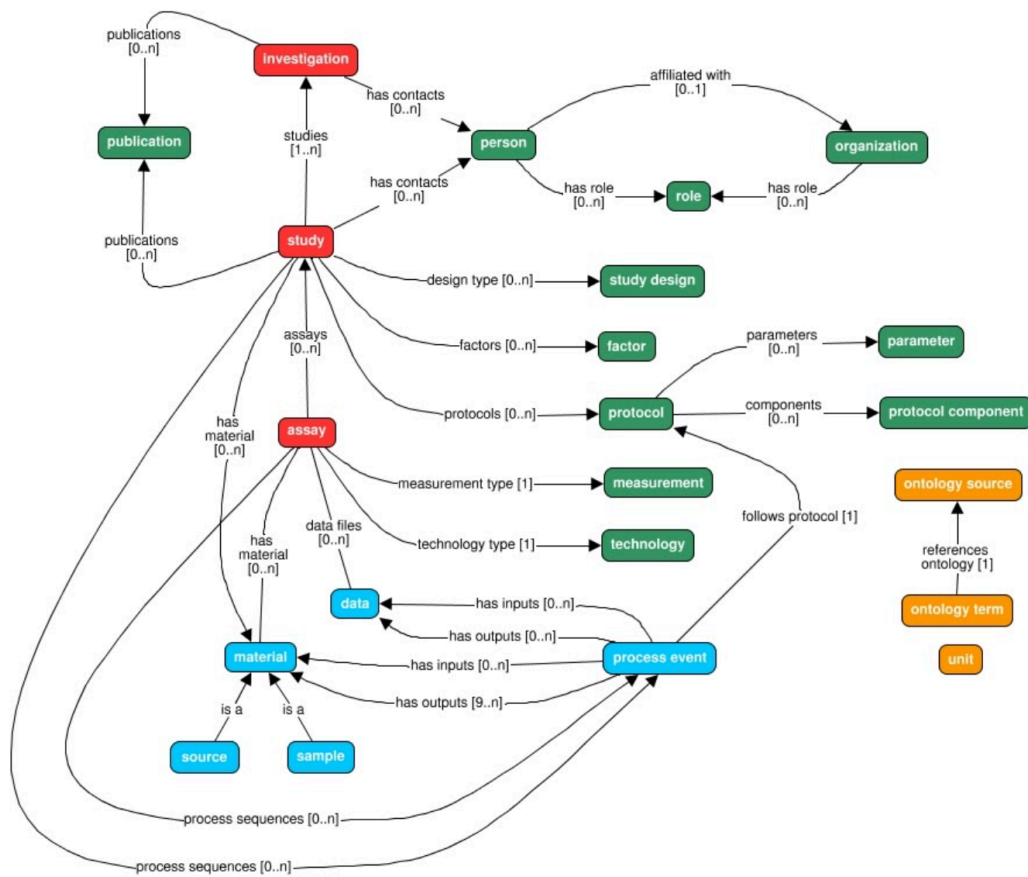 publications
[0..n]
investigation
affiliated with
[0..1]
has contacts
[0..n]
publication
studies
[1..n]
person
organization
has contacts
[0..n]
has role
[0..n]
role
has role
[0..n]
publications
[0..n]
study
design type [0..n]
study design
assays
[0..n]
factors [0..n]
factor
parameters
[0..n]
parameter
protocols [0..n]
protocol
components
[0..n]
protocol component
has
material
[0..n]
assay
measurement type [1]
measurement
ontology source
data files
[0..n]
follows protocol [1]
has
material
[0..n]
technology type [1]
technology
references
ontology [1]
data
has inputs [0..n]
ontology term
has outputs [0..n]
material
has inputs [0..n]
process event
unit
has outputs [9..n]
is a
is a
source
sample
process sequences [0..n]
process sequences [0..n]